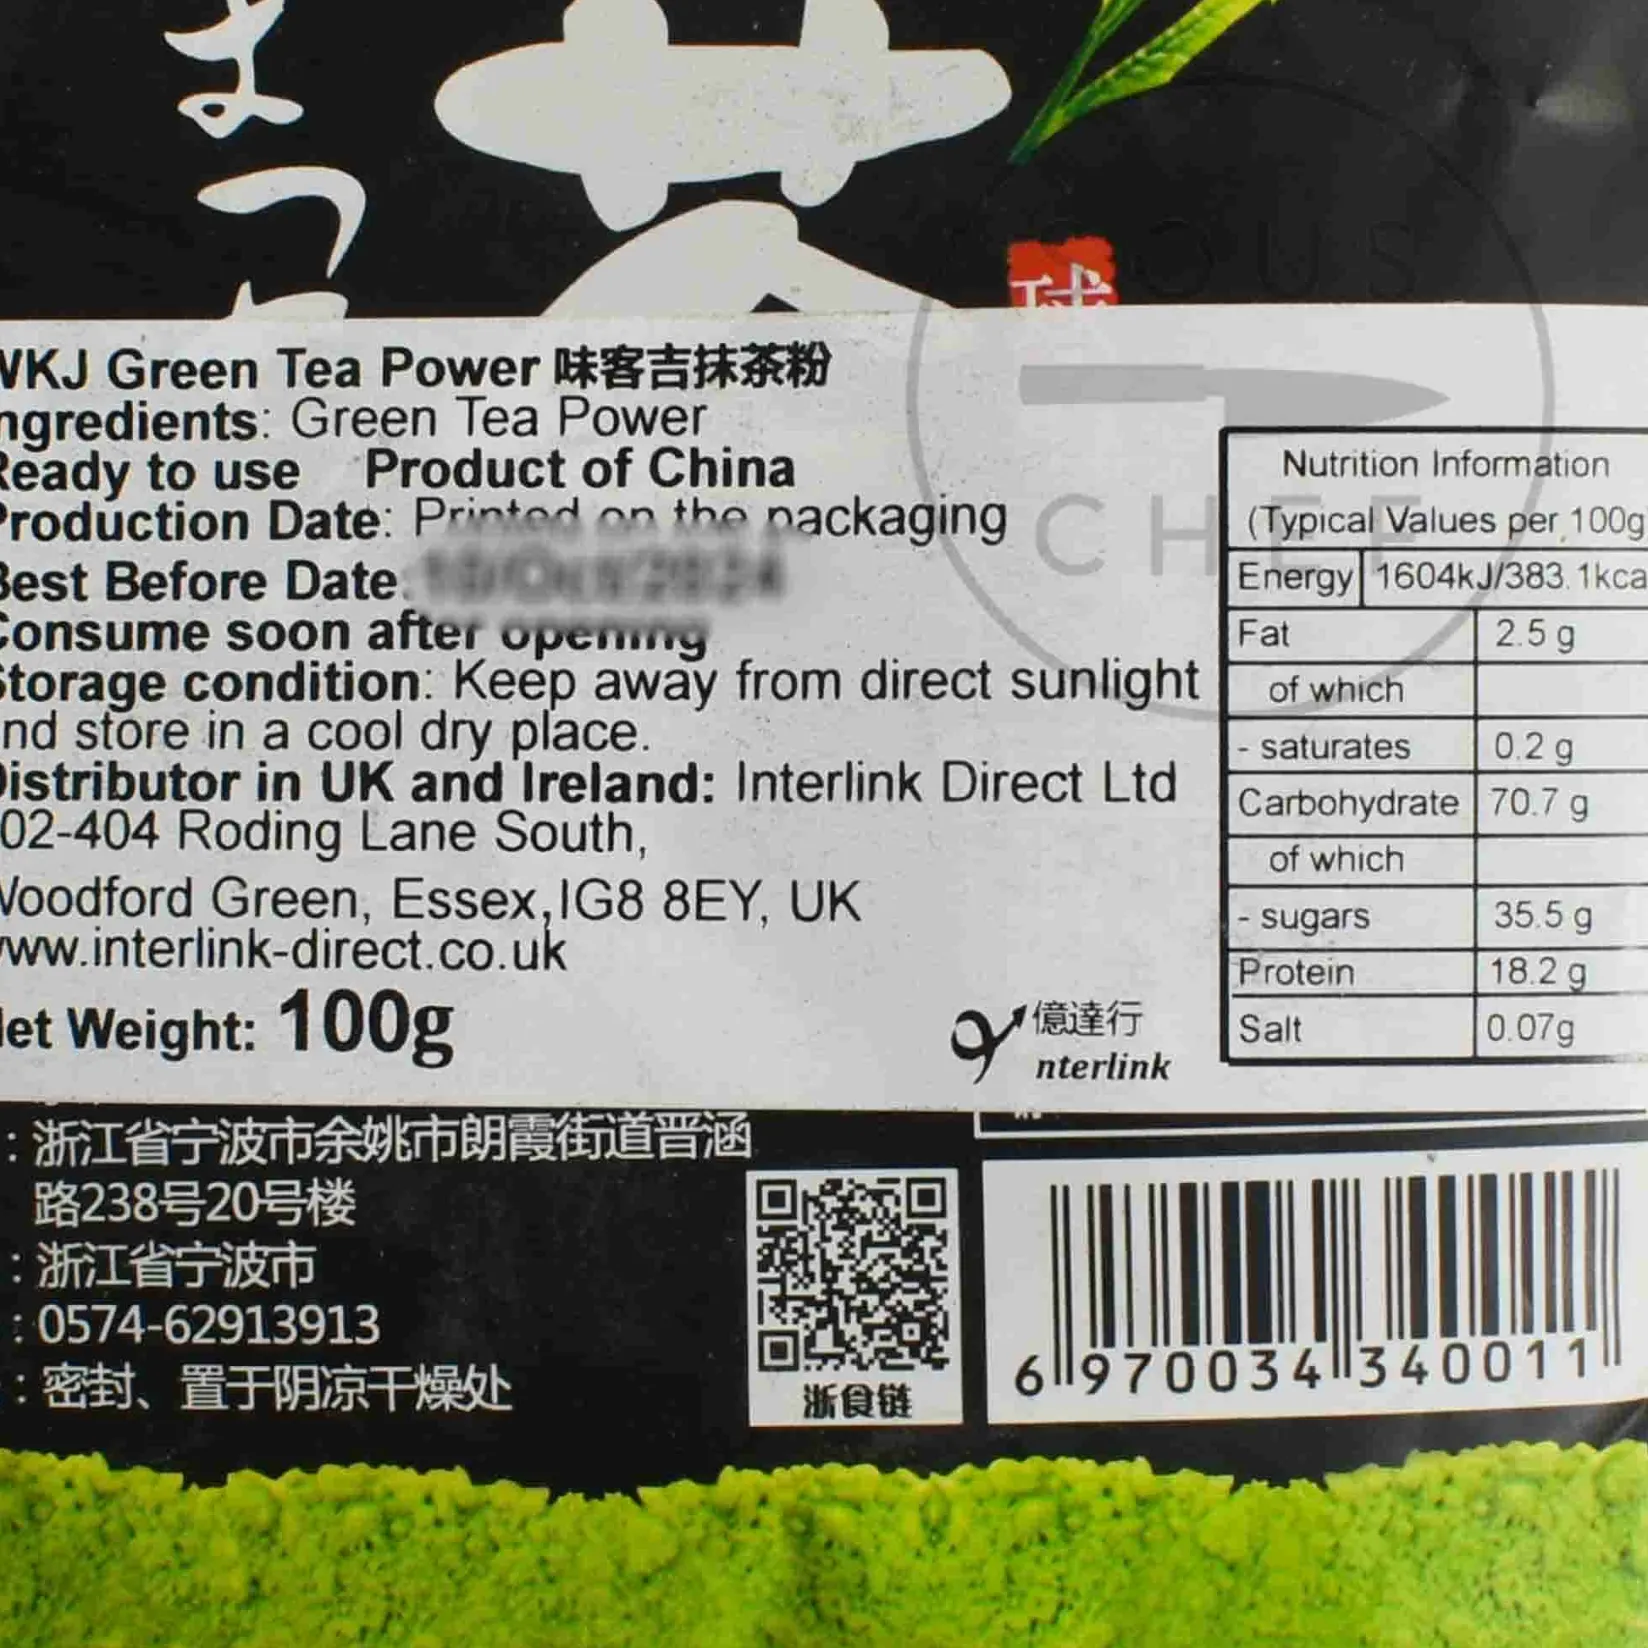 まっ
茶
球
WKJ Green Tea Power 味客吉抹茶粉
ngredients: Green Tea Power
Ready to use Product of China
Production Date: Printed on the packaging
Best Before Date:
Consume soon after opening
Storage condition: Keep away from direct sunlight
nd store in a cool dry place.
Distributor in UK and Ireland: Interlink Direct Ltd
02-404 Roding Lane South,
Woodford Green, Essex,IG8 8EY, UK
ww.interlink-direct.co.uk
Net Weight: 100g
億達行
nterlink
Nutrition Information
(Typical Values per 100g
Energy 1604kJ/383.1kca
Fat 2.5 g
of which
- saturates 0.2 g
Carbohydrate 70.7 g
of which
- sugars 35.5 g
Protein 18.2 g
Salt 0.07g
SOUS
CHEF
: 浙江省宁波市余姚市朗霞街道晋涵
路238号20号楼
: 浙江省宁波市
: 0574-62913913
: 密封、置于阴凉干燥处
浙食链
6 970034 340011